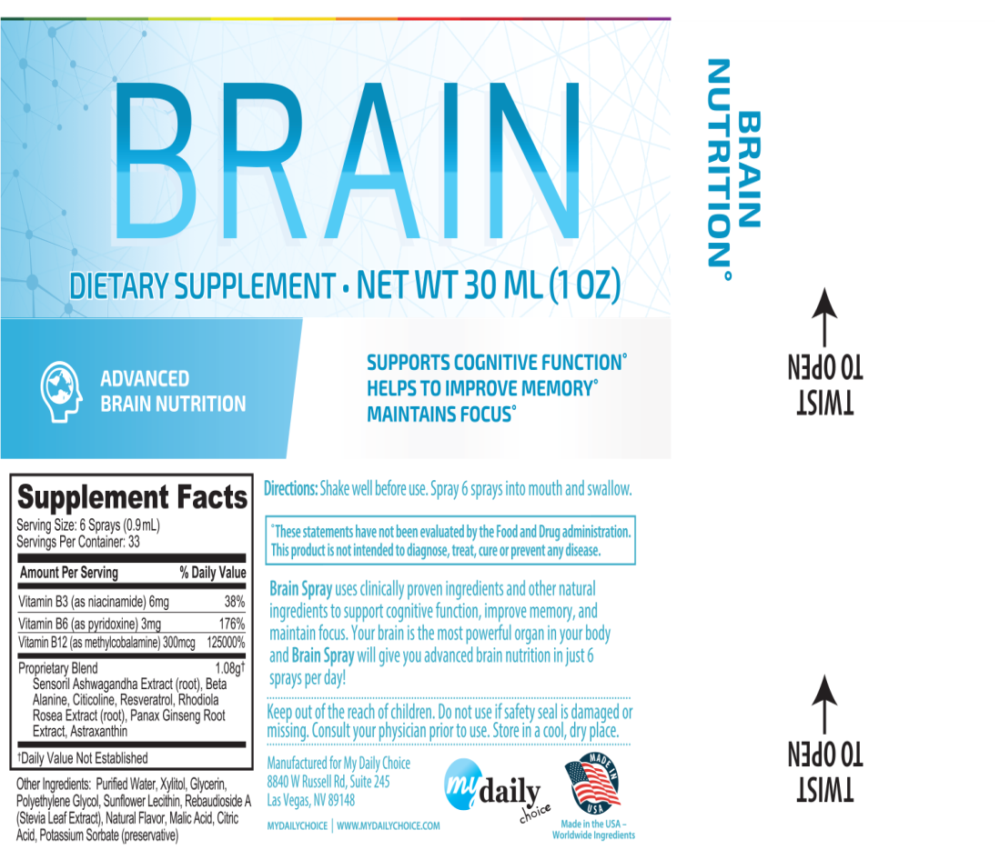 BRAIN
DIETARY SUPPLEMENT • NET WT 30 ML (1 OZ)
ADVANCED
BRAIN NUTRITION
SUPPORTS COGNITIVE FUNCTION°
HELPS TO IMPROVE MEMORY°
MAINTAINS FOCUS°
Supplement Facts
Serving Size: 6 Sprays (0.9mL)
Servings Per Container: 33
Amount Per Serving % Daily Value
Vitamin B3 (as niacinamide) 6mg 38%
Vitamin B6 (as pyridoxine) 3mg 176%
Vitamin B12 (as methylcobalamine) 300mcg 125000%
Proprietary Blend 1.08g†
Sensoril Ashwagandha Extract (root), Beta
Alanine, Citicoline, Resveratrol, Rhodiola
Rosea Extract (root), Panax Ginseng Root
Extract, Astraxanthin
†Daily Value Not Established
Other Ingredients: Purified Water, Xylitol, Glycerin,
Polyethylene Glycol, Sunflower Lecithin, Rebaudioside A
(Stevia Leaf Extract), Natural Flavor, Malic Acid, Citric
Acid, Potassium Sorbate (preservative)
Directions: Shake well before use. Spray 6 sprays into mouth and swallow.
°These statements have not been evaluated by the Food and Drug administration.
This product is not intended to diagnose, treat, cure or prevent any disease.
Brain Spray uses clinically proven ingredients and other natural
ingredients to support cognitive function, improve memory, and
maintain focus. Your brain is the most powerful organ in your body
and Brain Spray will give you advanced brain nutrition in just 6
sprays per day!
Keep out of the reach of children. Do not use if safety seal is damaged or
missing. Consult your physician prior to use. Store in a cool, dry place.
Manufactured for My Daily Choice
8840 W Russell Rd, Suite 245
Las Vegas, NV 89148
MYDAILYCHOICE | WWW.MYDAILYCHOICE.COM
my daily
choice
MADE IN
USA
Made in the USA –
Worldwide Ingredients
BRAIN
NUTRITION°
TWIST
TO OPEN
TWIST
TO OPEN